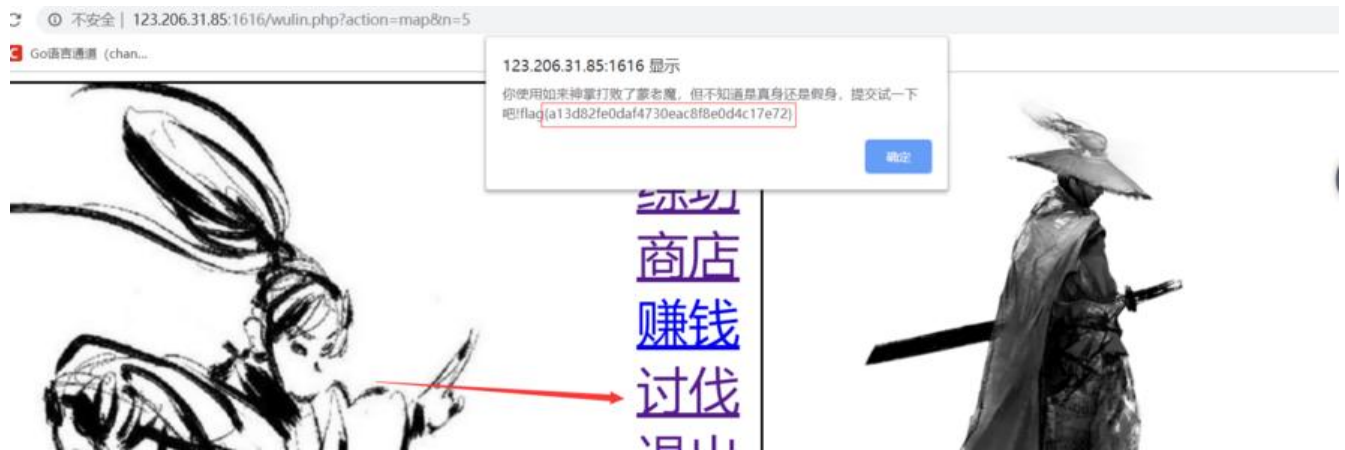 不安全 | 123.206.31.85:1616/wulin.php?action=map&n=5
C Go语言通道 (chan...
123.206.31.85:1616 显示
你使用如来神掌打败了蒙老魔，但不知道是真身还是假身，提交试一下
吧!flag{a13d82fe0daf4730eac8f8e0d4c17e72}
确定
练功
商店
赚钱
讨伐
退出